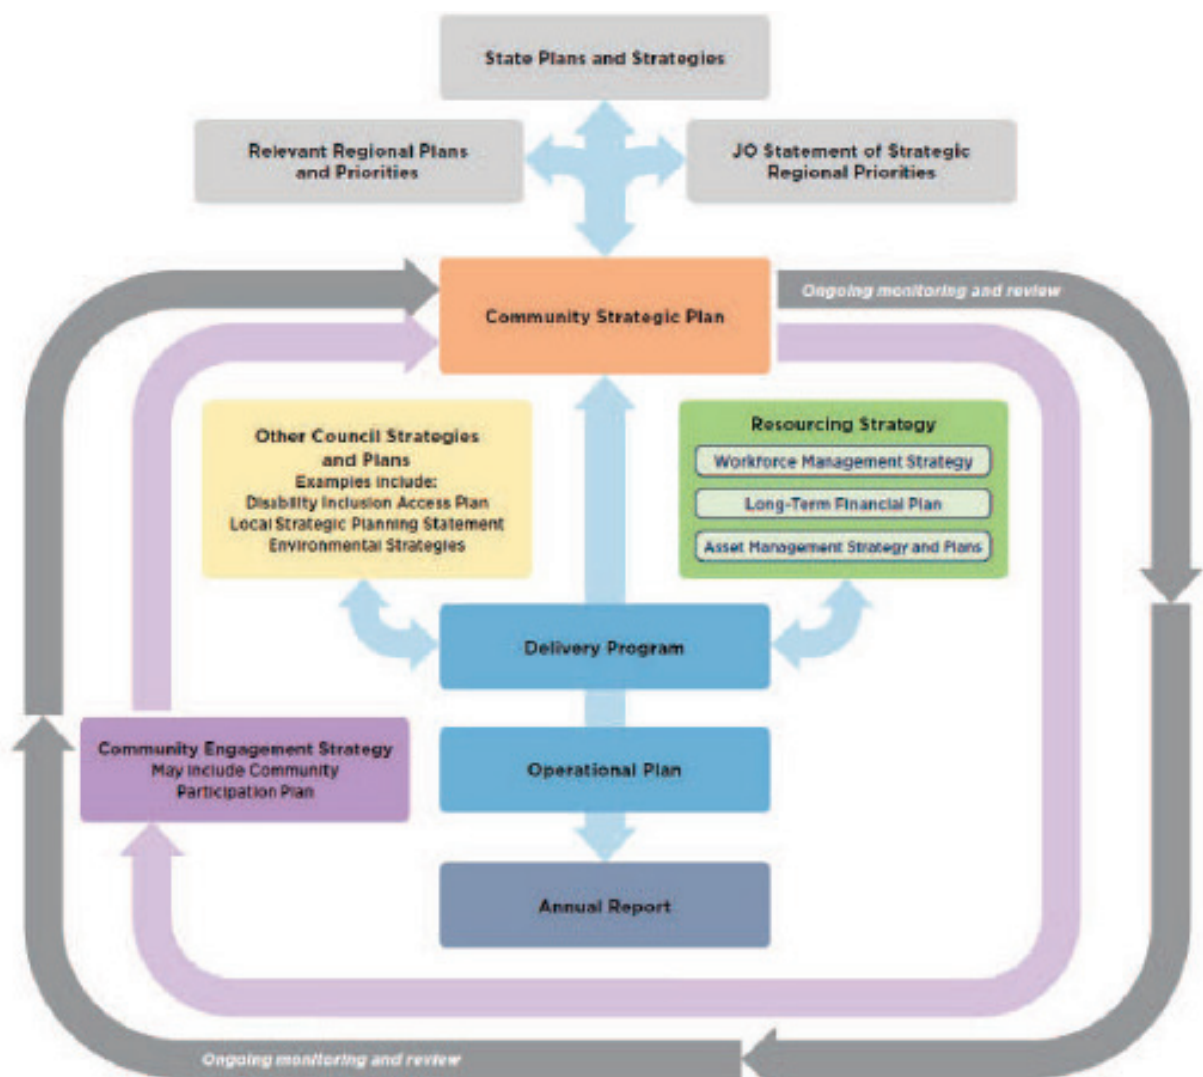 State Plans and Strategies
Relevant Regional Plans
and Priorities
JO Statement of Strategic
Regional Priorities
Community Strategic Plan
Ongoing monitoring and review
Other Council Strategies
and Plans
Examples include:
Disability Inclusion Access Plan
Local Strategic Planning Statement
Environmental Strategies
Resourcing Strategy
Workforce Management Strategy
Long-Term Financial Plan
Asset Management Strategy and Plans
Delivery Program
Community Engagement Strategy
May include Community
Participation Plan
Operational Plan
Annual Report
Ongoing monitoring and review